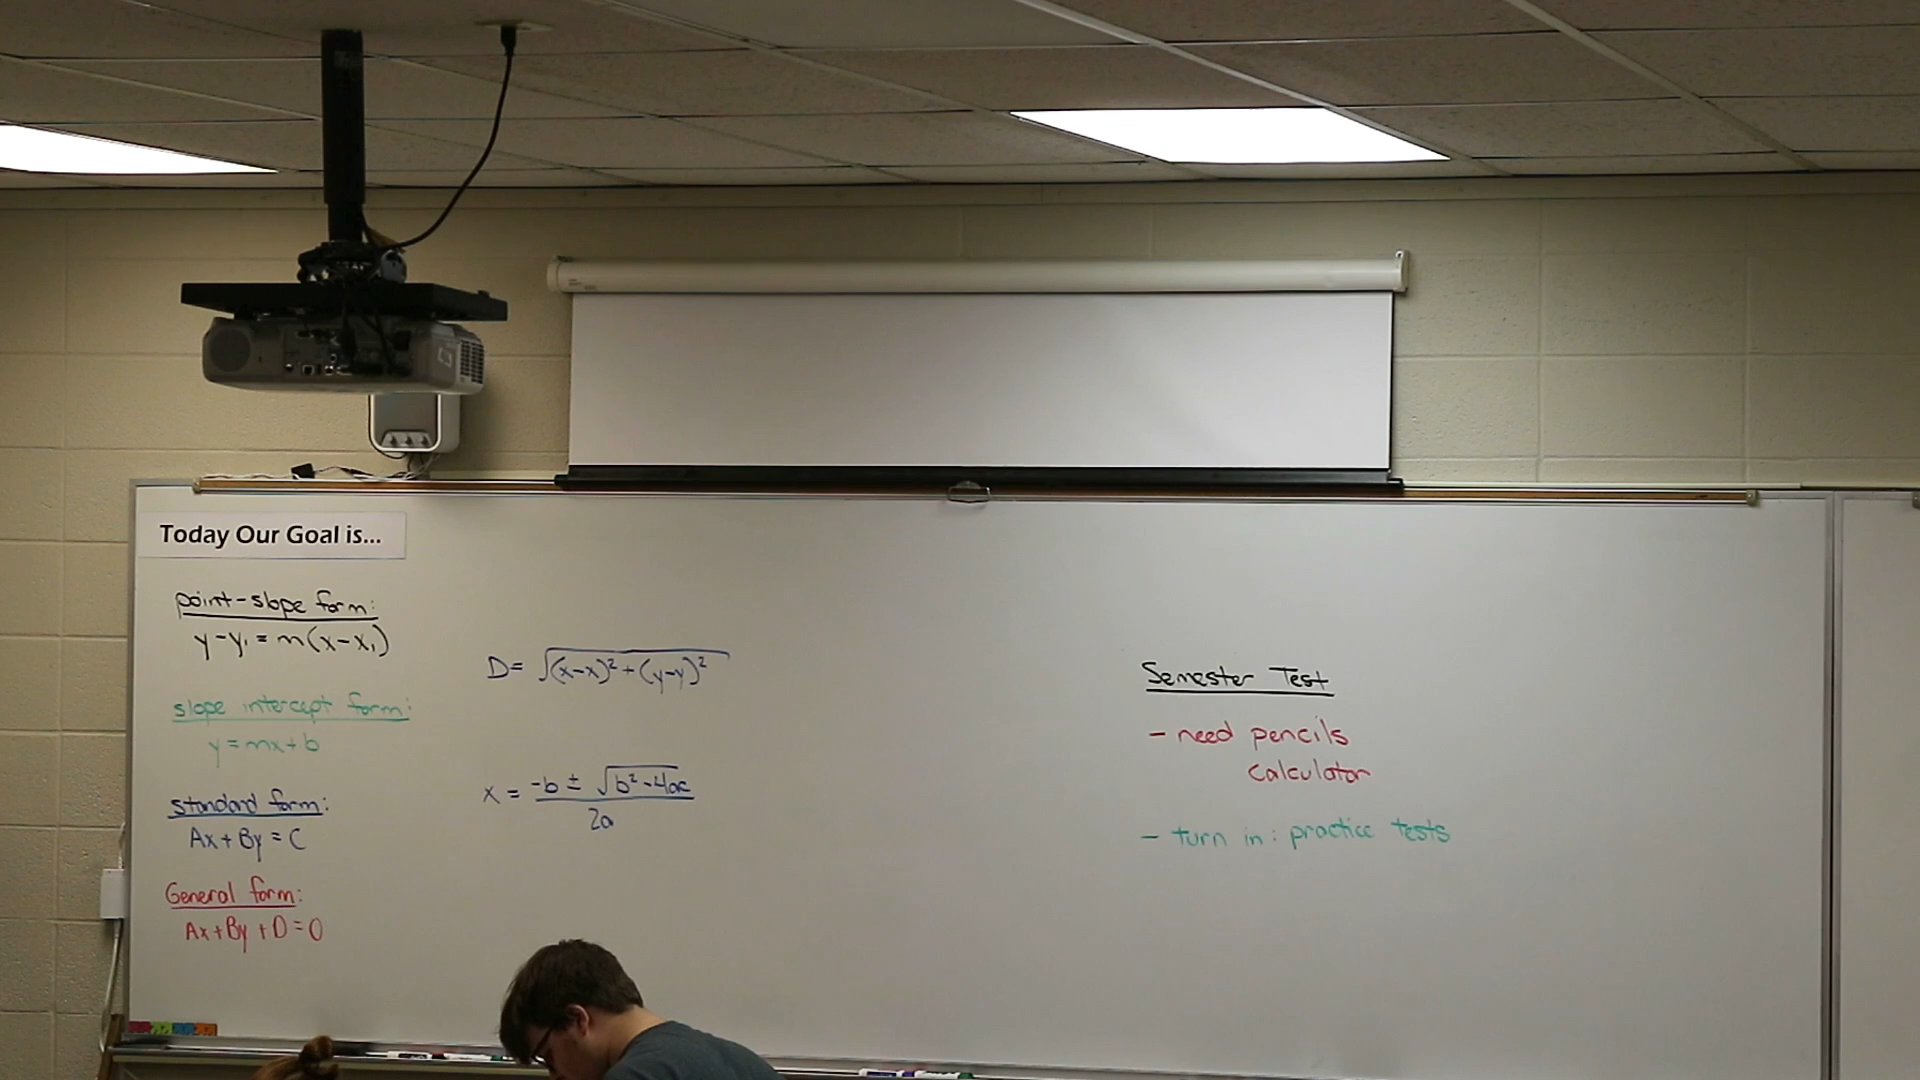 Today Our Goal is...
point-slope form:
y-y₁ = m(x-x₁)
slope intercept form:
y = mx+b
standard form:
Ax + By = C
General form:
Ax+By+D=0
D= √(x-x)²+(y-y)²
x = -b ± √b²-4ac
2a
Semester Test
- need pencils
calculator
- turn in: practice tests